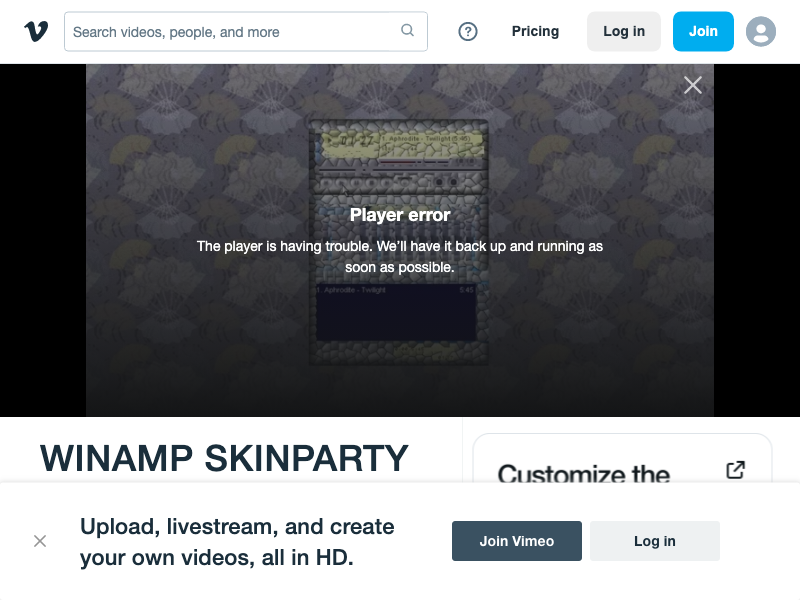 Search videos, people, and more
Pricing
Log in
Join
1. Aphrodite - Twilight (5:45)
Player error
The player is having trouble. We'll have it back up and running as
soon as possible.
1. Aphrodite - Twilight 5:45
WINAMP SKINPARTY
Customize the
Upload, livestream, and create
your own videos, all in HD.
Join Vimeo
Log in